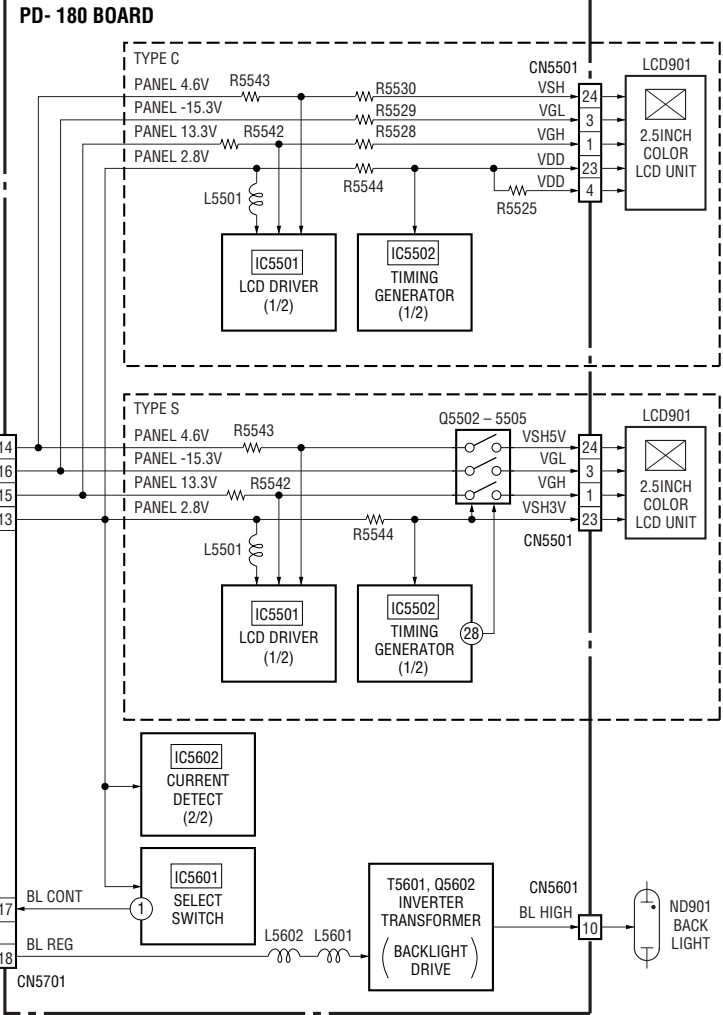 PD- 180 BOARD
TYPE C
CN5501
LCD901
PANEL 4.6V
R5543
R5530
VSH
24
PANEL -15.3V
R5529
VGL
3
PANEL 13.3V
R5542
R5528
VGH
1
2.5INCH
COLOR
LCD UNIT
PANEL 2.8V
R5544
VDD
23
L5501
VDD
4
R5525
IC5501
LCD DRIVER
(1/2)
IC5502
TIMING
GENERATOR
(1/2)
TYPE S
Q5502 – 5505
LCD901
14
PANEL 4.6V
R5543
VSH5V
24
16
PANEL -15.3V
VGL
3
15
PANEL 13.3V
R5542
VGH
1
2.5INCH
COLOR
LCD UNIT
13
PANEL 2.8V
R5544
VSH3V
23
L5501
CN5501
IC5501
LCD DRIVER
(1/2)
IC5502
TIMING
GENERATOR
(1/2)
28
IC5602
CURRENT
DETECT
(2/2)
IC5601
SELECT
SWITCH
17
BL CONT
1
T5601, Q5602
INVERTER
TRANSFORMER
(BACKLIGHT
DRIVE)
CN5601
BL HIGH
10
ND901
BACK
LIGHT
18
BL REG
L5602
L5601
CN5701